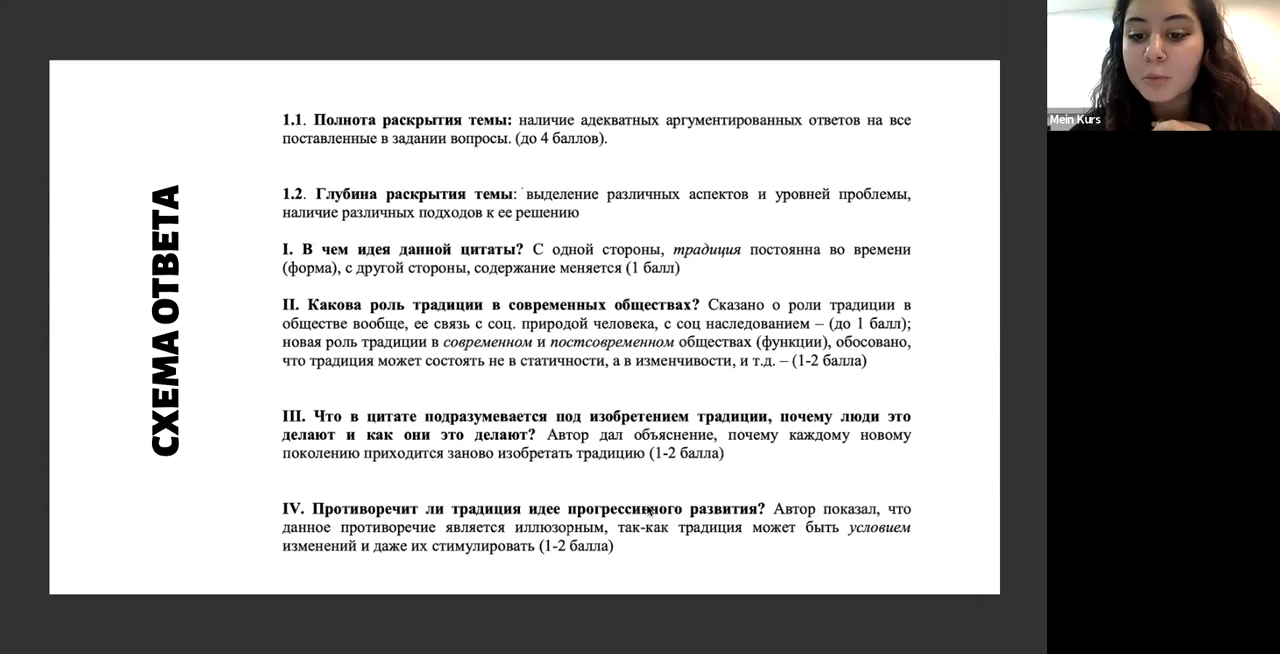 СХЕМА ОТВЕТА
1.1. Полнота раскрытия темы: наличие адекватных аргументированных ответов на все
поставленные в задании вопросы. (до 4 баллов).
1.2. Глубина раскрытия темы: выделение различных аспектов и уровней проблемы,
наличие различных подходов к ее решению
I. В чем идея данной цитаты? С одной стороны, традиция постоянна во времени
(форма), с другой стороны, содержание меняется (1 балл)
II. Какова роль традиции в современных обществах? Сказано о роли традиции в
обществе вообще, ее связь с соц. природой человека, с соц наследованием – (до 1 балл);
новая роль традиции в современном и постсовременном обществах (функции), обосовано,
что традиция может состоять не в статичности, а в изменчивости, и т.д. – (1-2 балла)
III. Что в цитате подразумевается под изобретением традиции, почему люди это
делают и как они это делают? Автор дал объяснение, почему каждому новому
поколению приходится заново изобретать традицию (1-2 балла)
IV. Противоречит ли традиция идее прогрессивного развития? Автор показал, что
данное противоречие является иллюзорным, так-как традиция может быть условием
изменений и даже их стимулировать (1-2 балла)
Mein Kurs